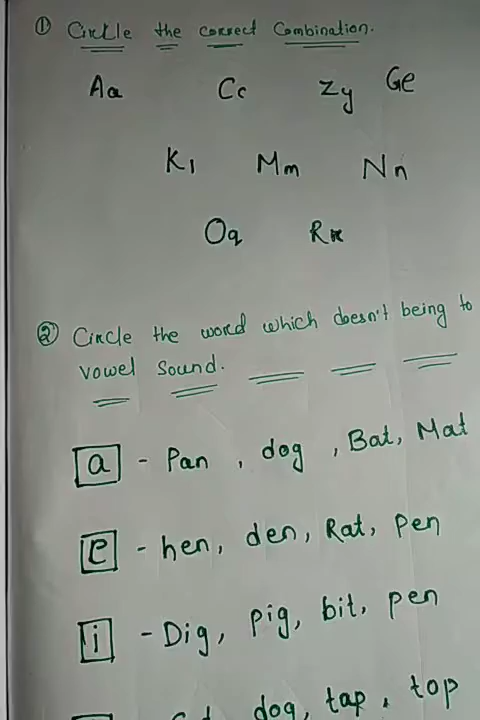 ① Circle the correct Combination.
Aa Cc Zy Ge
Kl Mm Nn
Oq Rr
② Circle the word which doesn't being to
vowel Sound.
a - Pan , dog , Bat, Mat
e - hen, den, Rat, pen
i - Dig, pig, bit, pen
dog, tap, top